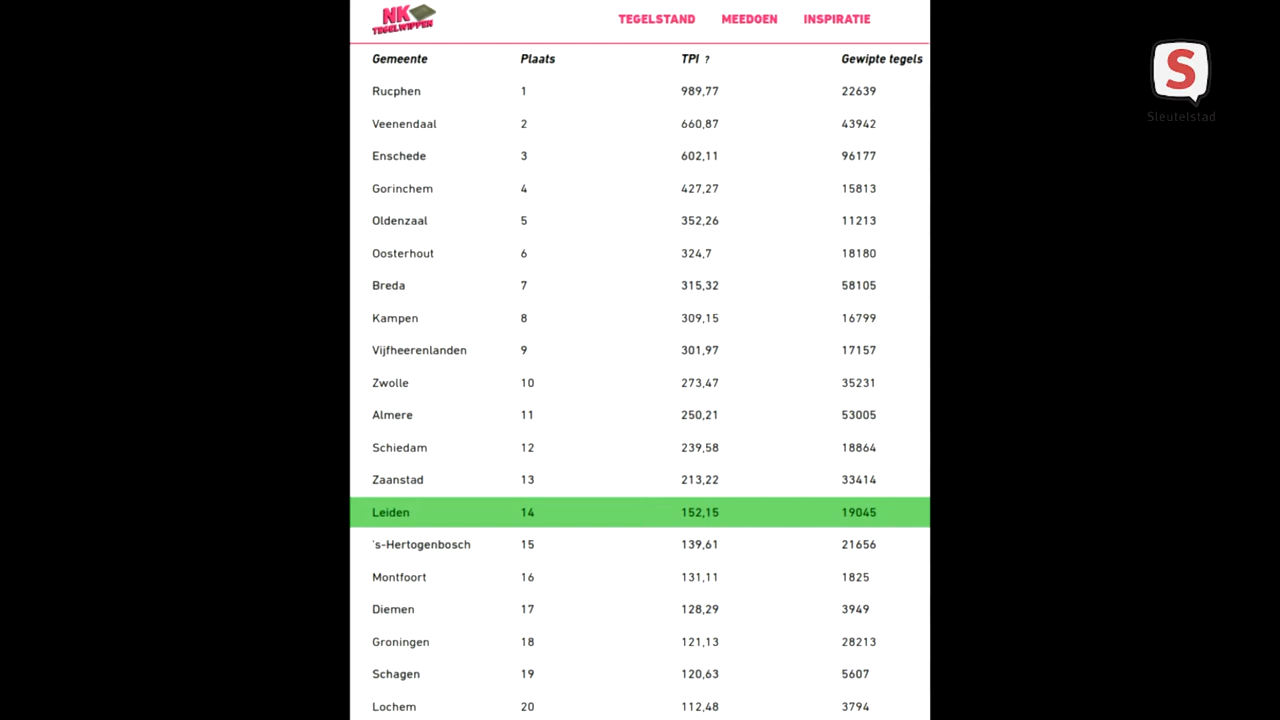 NK
TEGELWIPPEN
TEGELSTAND MEEDOEN INSPIRATIE
S
Sleutelstad
Gemeente Plaats TPI ? Gewipte tegels
Rucphen 1 989,77 22639
Veenendaal 2 660,87 43942
Enschede 3 602,11 96177
Gorinchem 4 427,27 15813
Oldenzaal 5 352,26 11213
Oosterhout 6 324,7 18180
Breda 7 315,32 58105
Kampen 8 309,15 16799
Vijfheerenlanden 9 301,97 17157
Zwolle 10 273,47 35231
Almere 11 250,21 53005
Schiedam 12 239,58 18864
Zaanstad 13 213,22 33414
Leiden 14 152,15 19045
's-Hertogenbosch 15 139,61 21656
Montfoort 16 131,11 1825
Diemen 17 128,29 3949
Groningen 18 121,13 28213
Schagen 19 120,63 5607
Lochem 20 112,48 3794